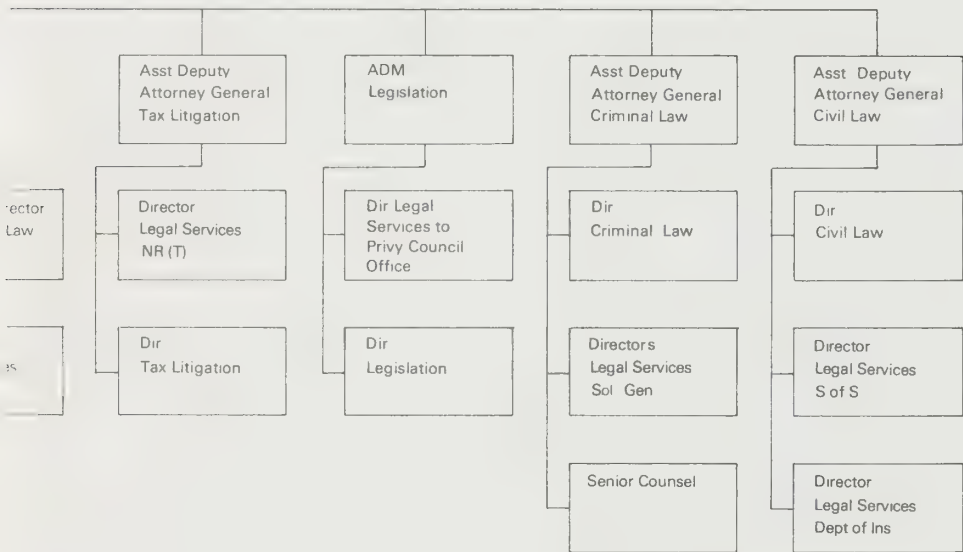 Asst Deputy
Attorney General
Tax Litigation
ADM
Legislation
Asst Deputy
Attorney General
Criminal Law
Asst Deputy
Attorney General
Civil Law
Law
Director
Legal Services
NR (T)
Dir Legal
Services to
Privy Council
Office
Dir
Criminal Law
Dir
Civil Law
Dir
Tax Litigation
Dir
Legislation
Directors
Legal Services
Sol Gen
Director
Legal Services
S of S
Senior Counsel
Director
Legal Services
Dept of Ins